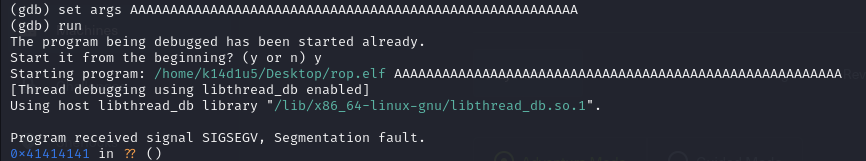 (gdb) set args AAAAAAAAAAAAAAAAAAAAAAAAAAAAAAAAAAAAAAAAAAAAAAAAAAAAAAAA
(gdb) run
The program being debugged has been started already.
Start it from the beginning? (y or n) y
Starting program: /home/k14d1u5/Desktop/rop.elf AAAAAAAAAAAAAAAAAAAAAAAAAAAAAAAAAAAAAAAAAAAAAAAAAAAAAAAA
[Thread debugging using libthread_db enabled]
Using host libthread_db library "/lib/x86_64-linux-gnu/libthread_db.so.1".
Program received signal SIGSEGV, Segmentation fault.
0x41414141 in ?? ()